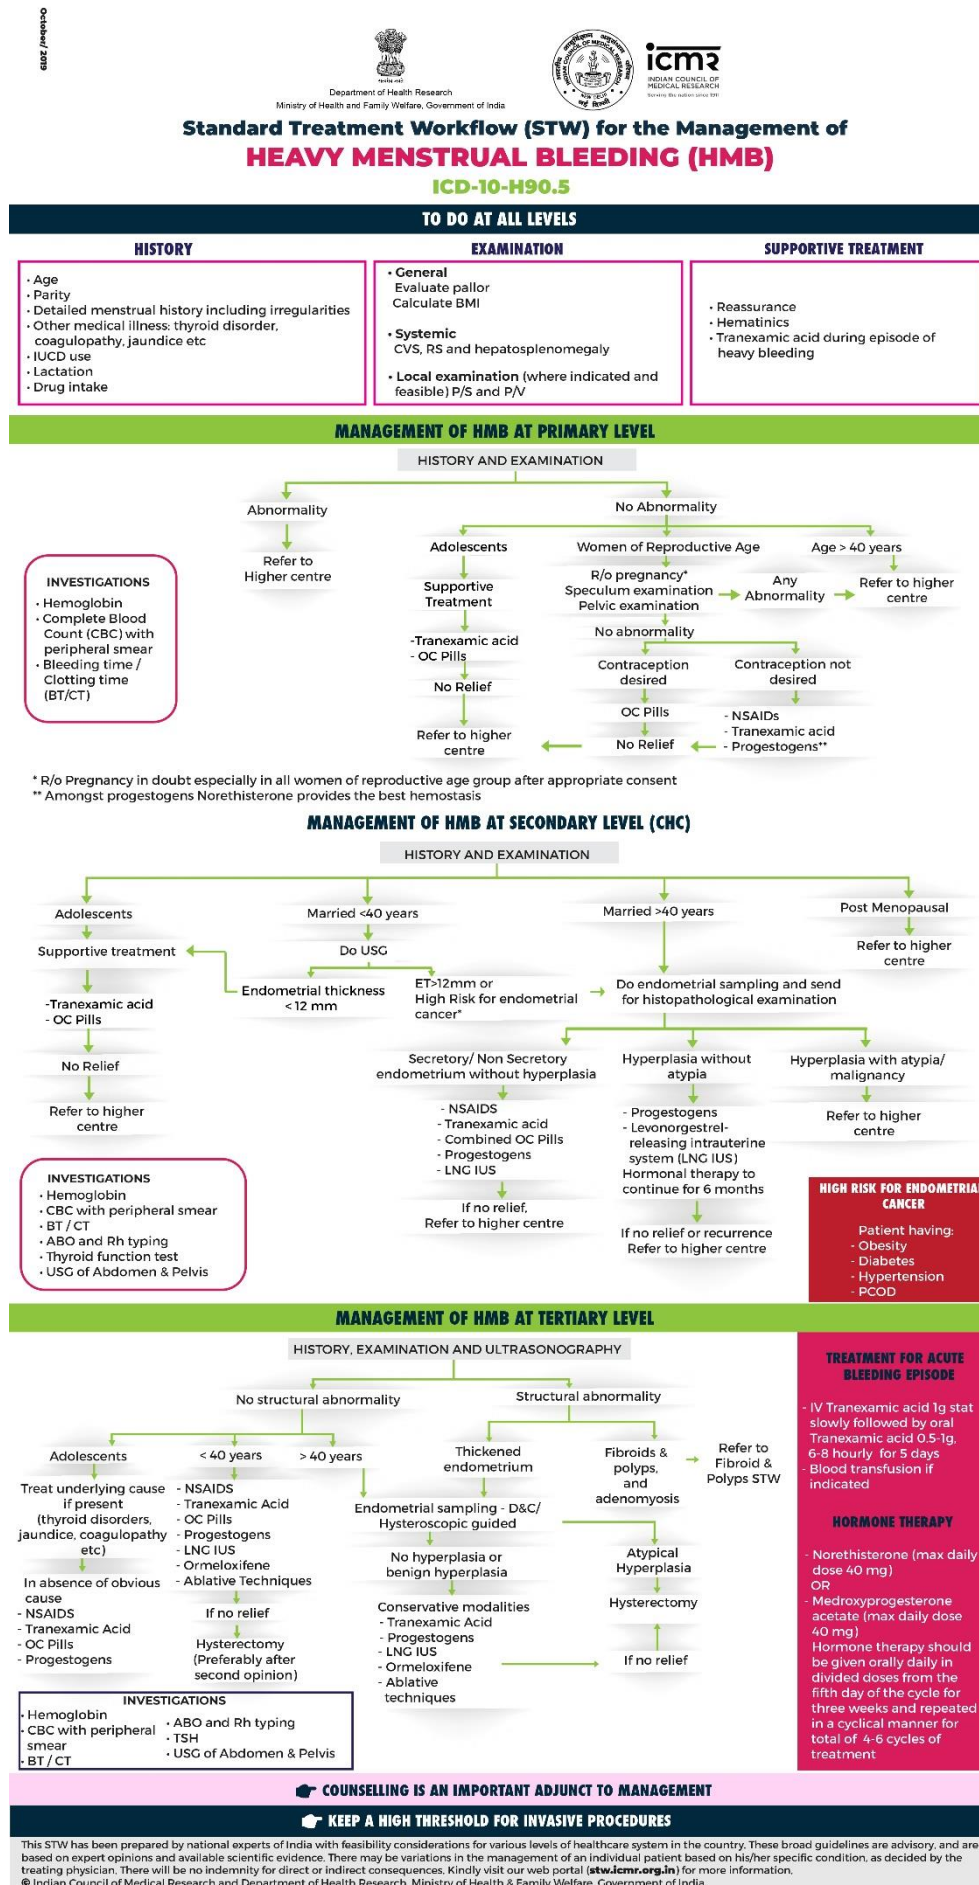 October/ 2019
Department of Health Research
Ministry of Health and Family Welfare, Government of India
icmr
INDIAN COUNCIL OF
MEDICAL RESEARCH
Serving the nation since 1911
Standard Treatment Workflow (STW) for the Management of
HEAVY MENSTRUAL BLEEDING (HMB)
ICD-10-H90.5
TO DO AT ALL LEVELS
HISTORY
• Age
• Parity
• Detailed menstrual history including irregularities
• Other medical illness: thyroid disorder,
coagulopathy, jaundice etc
• IUCD use
• Lactation
• Drug intake
EXAMINATION
• General
Evaluate pallor
Calculate BMI
• Systemic
CVS, RS and hepatosplenomegaly
• Local examination (where indicated and
feasible) P/S and P/V
SUPPORTIVE TREATMENT
• Reassurance
• Hematinics
• Tranexamic acid during episode of
heavy bleeding
MANAGEMENT OF HMB AT PRIMARY LEVEL
HISTORY AND EXAMINATION
Abnormality
Refer to
Higher centre
No Abnormality
Adolescents
Supportive
Treatment
-Tranexamic acid
- OC Pills
No Relief
Refer to higher
centre
Women of Reproductive Age
R/o pregnancy*
Speculum examination
Pelvic examination
Any
Abnormality
Age > 40 years
Refer to higher
centre
No abnormality
Contraception
desired
OC Pills
No Relief
Contraception not
desired
- NSAIDs
- Tranexamic acid
- Progestogens**
INVESTIGATIONS
• Hemoglobin
• Complete Blood
Count (CBC) with
peripheral smear
• Bleeding time /
Clotting time
(BT/CT)
* R/o Pregnancy in doubt especially in all women of reproductive age group after appropriate consent
** Amongst progestogens Norethisterone provides the best hemostasis
MANAGEMENT OF HMB AT SECONDARY LEVEL (CHC)
HISTORY AND EXAMINATION
Adolescents
Supportive treatment
-Tranexamic acid
- OC Pills
No Relief
Refer to higher
centre
Married <40 years
Do USG
Endometrial thickness
< 12 mm
ET>12mm or
High Risk for endometrial
cancer*
Married >40 years
Do endometrial sampling and send
for histopathological examination
Post Menopausal
Refer to higher
centre
Secretory/ Non Secretory
endometrium without hyperplasia
- NSAIDS
- Tranexamic acid
- Combined OC Pills
- Progestogens
- LNG IUS
If no relief,
Refer to higher centre
Hyperplasia without
atypia
- Progestogens
- Levonorgestrel-
releasing intrauterine
system (LNG IUS)
Hormonal therapy to
continue for 6 months
If no relief or recurrence
Refer to higher centre
Hyperplasia with atypia/
malignancy
Refer to higher
centre
INVESTIGATIONS
• Hemoglobin
• CBC with peripheral smear
• BT / CT
• ABO and Rh typing
• Thyroid function test
• USG of Abdomen & Pelvis
HIGH RISK FOR ENDOMETRIAL
CANCER
Patient having:
- Obesity
- Diabetes
- Hypertension
- PCOD
MANAGEMENT OF HMB AT TERTIARY LEVEL
HISTORY, EXAMINATION AND ULTRASONOGRAPHY
No structural abnormality
Adolescents
Treat underlying cause
if present
(thyroid disorders,
jaundice, coagulopathy
etc)
In absence of obvious
cause
- NSAIDS
- Tranexamic Acid
- OC Pills
- Progestogens
< 40 years
- NSAIDS
- Tranexamic Acid
- OC Pills
- Progestogens
- LNG IUS
- Ormeloxifene
- Ablative Techniques
If no relief
Hysterectomy
(Preferably after
second opinion)
> 40 years
Structural abnormality
Thickened
endometrium
Fibroids &
polyps,
and
adenomyosis
Refer to
Fibroid &
Polyps STW
Endometrial sampling - D&C/
Hysteroscopic guided
No hyperplasia or
benign hyperplasia
Conservative modalities
- Tranexamic Acid
- Progestogens
- LNG IUS
- Ormeloxifene
- Ablative
techniques
Atypical
Hyperplasia
Hysterectomy
If no relief
INVESTIGATIONS
• Hemoglobin
• CBC with peripheral
smear
• BT / CT
• ABO and Rh typing
• TSH
• USG of Abdomen & Pelvis
TREATMENT FOR ACUTE
BLEEDING EPISODE
- IV Tranexamic acid 1g stat
slowly followed by oral
Tranexamic acid 0.5-1g,
6-8 hourly for 5 days
- Blood transfusion if
indicated
HORMONE THERAPY
- Norethisterone (max daily
dose 40 mg)
OR
- Medroxyprogesterone
acetate (max daily dose
40 mg)
Hormone therapy should
be given orally daily in
divided doses from the
fifth day of the cycle for
three weeks and repeated
in a cyclical manner for
total of 4-6 cycles of
treatment
COUNSELLING IS AN IMPORTANT ADJUNCT TO MANAGEMENT
KEEP A HIGH THRESHOLD FOR INVASIVE PROCEDURES
This STW has been prepared by national experts of India with feasibility considerations for various levels of healthcare system in the country. These broad guidelines are advisory, and are
based on expert opinions and available scientific evidence. There may be variations in the management of an individual patient based on his/her specific condition, as decided by the
treating physician. There will be no indemnity for direct or indirect consequences. Kindly visit our web portal (stw.icmr.org.in) for more information.
© Indian Council of Medical Research and Department of Health Research, Ministry of Health & Family Welfare, Government of India.